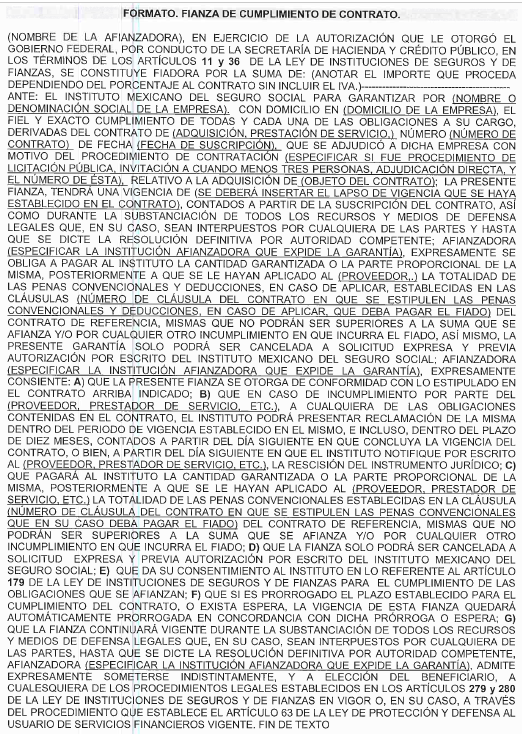 FORMATO. FIANZA DE CUMPLIMIENTO DE CONTRATO.
(NOMBRE DE LA AFIANZADORA), EN EJERCICIO DE LA AUTORIZACIÓN QUE LE OTORGÓ EL
GOBIERNO FEDERAL, POR CONDUCTO DE LA SECRETARÍA DE HACIENDA Y CRÉDITO PÚBLICO, EN
LOS TÉRMINOS DE LOS ARTÍCULOS 11 y 36 DE LA LEY DE INSTITUCIONES DE SEGUROS Y DE
FIANZAS, SE CONSTITUYE FIADORA POR LA SUMA DE: (ANOTAR EL IMPORTE QUE PROCEDA
DEPENDIENDO DEL PORCENTAJE AL CONTRATO SIN INCLUIR EL IVA.)-----------------------------------
ANTE: EL INSTITUTO MEXICANO DEL SEGURO SOCIAL PARA GARANTIZAR POR (NOMBRE O
DENOMINACIÓN SOCIAL DE LA EMPRESA), CON DOMICILIO EN (DOMICILIO DE LA EMPRESA), EL
FIEL Y EXACTO CUMPLIMIENTO DE TODAS Y CADA UNA DE LAS OBLIGACIONES A SU CARGO,
DERIVADAS DEL CONTRATO DE (ADQUISICIÓN, PRESTACIÓN DE SERVICIO,) NÚMERO (NÚMERO DE
CONTRATO) DE FECHA (FECHA DE SUSCRIPCIÓN), QUE SE ADJUDICÓ A DICHA EMPRESA CON
MOTIVO DEL PROCEDIMIENTO DE CONTRATACIÓN (ESPECIFICAR SI FUE PROCEDIMIENTO DE
LICITACIÓN PÚBLICA, INVITACIÓN A CUANDO MENOS TRES PERSONAS, ADJUDICACIÓN DIRECTA, Y
EL NÚMERO DE ÉSTA), RELATIVO A LA ADQUISICIÓN DE (OBJETO DEL CONTRATO); LA PRESENTE
FIANZA, TENDRÁ UNA VIGENCIA DE (SE DEBERÁ INSERTAR EL LAPSO DE VIGENCIA QUE SE HAYA
ESTABLECIDO EN EL CONTRATO), CONTADOS A PARTIR DE LA SUSCRIPCIÓN DEL CONTRATO, ASÍ
COMO DURANTE LA SUBSTANCIACIÓN DE TODOS LOS RECURSOS Y MEDIOS DE DEFENSA
LEGALES QUE, EN SU CASO, SEAN INTERPUESTOS POR CUALQUIERA DE LAS PARTES Y HASTA
QUE SE DICTE LA RESOLUCIÓN DEFINITIVA POR AUTORIDAD COMPETENTE; AFIANZADORA
(ESPECIFICAR LA INSTITUCIÓN AFIANZADORA QUE EXPIDE LA GARANTÍA), EXPRESAMENTE SE
OBLIGA A PAGAR AL INSTITUTO LA CANTIDAD GARANTIZADA O LA PARTE PROPORCIONAL DE LA
MISMA, POSTERIORMENTE A QUE SE LE HAYAN APLICADO AL (PROVEEDOR,,) LA TOTALIDAD DE
LAS PENAS CONVENCIONALES Y DEDUCCIONES, EN CASO DE APLICAR, ESTABLECIDAS EN LAS
CLÁUSULAS (NÚMERO DE CLÁUSULA DEL CONTRATO EN QUE SE ESTIPULEN LAS PENAS
CONVENCIONALES Y DEDUCCIONES, EN CASO DE APLICAR, QUE DEBA PAGAR EL FIADO) DEL
CONTRATO DE REFERENCIA, MISMAS QUE NO PODRÁN SER SUPERIORES A LA SUMA QUE SE
AFIANZA Y/O POR CUALQUIER OTRO INCUMPLIMIENTO EN QUE INCURRA EL FIADO, ASÍ MISMO, LA
PRESENTE GARANTÍA SOLO PODRÁ SER CANCELADA A SOLICITUD EXPRESA Y PREVIA
AUTORIZACIÓN POR ESCRITO DEL INSTITUTO MEXICANO DEL SEGURO SOCIAL; AFIANZADORA
(ESPECIFICAR LA INSTITUCIÓN AFIANZADORA QUE EXPIDE LA GARANTÍA), EXPRESAMENTE
CONSIENTE: A) QUE LA PRESENTE FIANZA SE OTORGA DE CONFORMIDAD CON LO ESTIPULADO EN
EL CONTRATO ARRIBA INDICADO; B) QUE EN CASO DE INCUMPLIMIENTO POR PARTE DEL
(PROVEEDOR, PRESTADOR DE SERVICIO, ETC.), A CUALQUIERA DE LAS OBLIGACIONES
CONTENIDAS EN EL CONTRATO, EL INSTITUTO PODRÁ PRESENTAR RECLAMACIÓN DE LA MISMA
DENTRO DEL PERIODO DE VIGENCIA ESTABLECIDO EN EL MISMO, E INCLUSO, DENTRO DEL PLAZO
DE DIEZ MESES, CONTADOS A PARTIR DEL DÍA SIGUIENTE EN QUE CONCLUYA LA VIGENCIA DEL
CONTRATO, O BIEN, A PARTIR DEL DÍA SIGUIENTE EN QUE EL INSTITUTO NOTIFIQUE POR ESCRITO
AL (PROVEEDOR, PRESTADOR DE SERVICIO, ETC.), LA RESCISIÓN DEL INSTRUMENTO JURÍDICO; C)
QUE PAGARÁ AL INSTITUTO LA CANTIDAD GARANTIZADA O LA PARTE PROPORCIONAL DE LA
MISMA, POSTERIORMENTE A QUE SE LE HAYAN APLICADO AL (PROVEEDOR, PRESTADOR DE
SERVICIO, ETC.) LA TOTALIDAD DE LAS PENAS CONVENCIONALES ESTABLECIDAS EN LA CLÁUSULA
(NÚMERO DE CLÁUSULA DEL CONTRATO EN QUE SE ESTIPULEN LAS PENAS CONVENCIONALES
QUE EN SU CASO DEBA PAGAR EL FIADO) DEL CONTRATO DE REFERENCIA, MISMAS QUE NO
PODRÁN SER SUPERIORES A LA SUMA QUE SE AFIANZA Y/O POR CUALQUIER OTRO
INCUMPLIMIENTO EN QUE INCURRA EL FIADO; D) QUE LA FIANZA SOLO PODRÁ SER CANCELADA A
SOLICITUD EXPRESA Y PREVIA AUTORIZACIÓN POR ESCRITO DEL INSTITUTO MEXICANO DEL
SEGURO SOCIAL; E) QUE DA SU CONSENTIMIENTO AL INSTITUTO EN LO REFERENTE AL ARTÍCULO
179 DE LA LEY DE INSTITUCIONES DE SEGUROS Y DE FIANZAS PARA EL CUMPLIMIENTO DE LAS
OBLIGACIONES QUE SE AFIANZAN; F) QUE SI ES PRORROGADO EL PLAZO ESTABLECIDO PARA EL
CUMPLIMIENTO DEL CONTRATO, O EXISTA ESPERA, LA VIGENCIA DE ESTA FIANZA QUEDARÁ
AUTOMÁTICAMENTE PRORROGADA EN CONCORDANCIA CON DICHA PRÓRROGA O ESPERA; G)
QUE LA FIANZA CONTINUARÁ VIGENTE DURANTE LA SUBSTANCIACIÓN DE TODOS LOS RECURSOS
Y MEDIOS DE DEFENSA LEGALES QUE, EN SU CASO, SEAN INTERPUESTOS POR CUALQUIERA DE
LAS PARTES, HASTA QUE SE DICTE LA RESOLUCIÓN DEFINITIVA POR AUTORIDAD COMPETENTE,
AFIANZADORA (ESPECIFICAR LA INSTITUCIÓN AFIANZADORA QUE EXPIDE LA GARANTÍA), ADMITE
EXPRESAMENTE SOMETERSE INDISTINTAMENTE, Y A ELECCIÓN DEL BENEFICIARIO, A
CUALESQUIERA DE LOS PROCEDIMIENTOS LEGALES ESTABLECIDOS EN LOS ARTÍCULOS 279 y 280
DE LA LEY DE INSTITUCIONES DE SEGUROS Y DE FIANZAS EN VIGOR O, EN SU CASO, A TRAVÉS
DEL PROCEDIMIENTO QUE ESTABLECE EL ARTÍCULO 63 DE LA LEY DE PROTECCIÓN Y DEFENSA AL
USUARIO DE SERVICIOS FINANCIEROS VIGENTE. FIN DE TEXTO